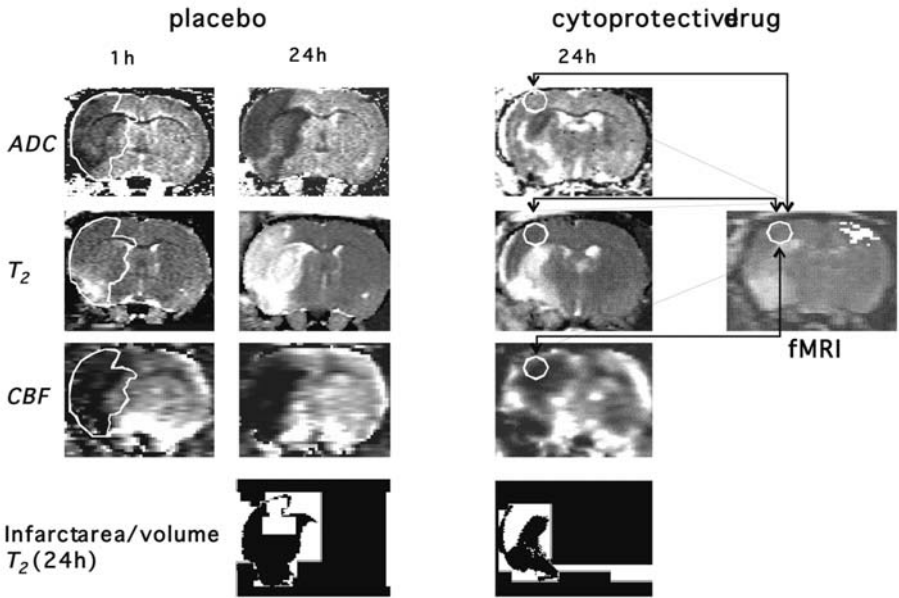 placebo
cytoprotectivedrug
1h
24h
24h
ADC
T2
CBF
fMRI
Infarctarea/volume
T2(24h)